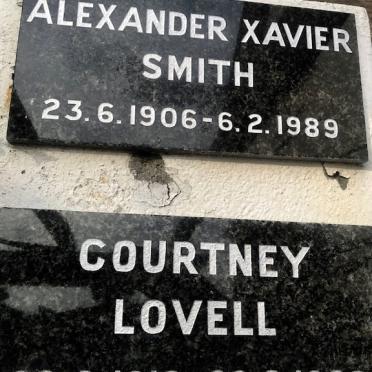 ALEXANDER XAVIER
SMITH
23.6.1906-6.2.1989
COURTNEY
LOVELL